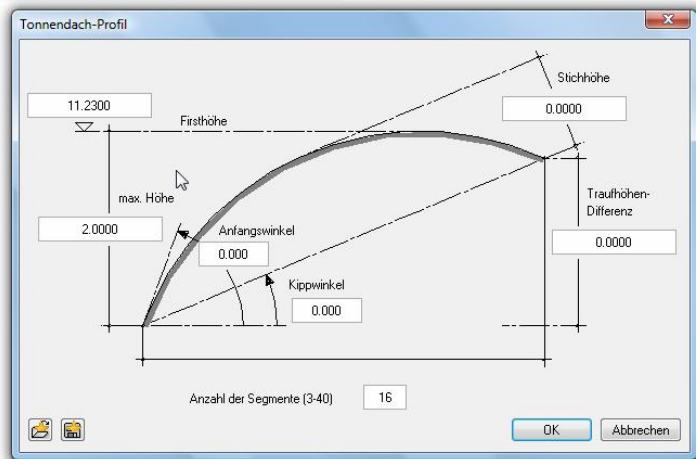 Tonnendach-Profil
Stichhöhe
11.2300
0.0000
Firsthöhe
max. Höhe
Traufhöhen-
Differenz
2.0000
Anfangswinkel
0.0000
0.000
Kippwinkel
0.000
Anzahl der Segmente (3-40)
16
OK
Abbrechen